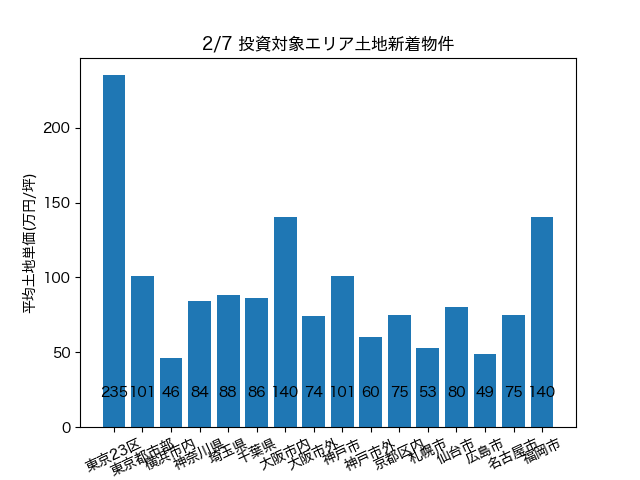 2/7 投資対象エリア土地新着物件
平均土地単価(万円/坪)
200
150
100
50
0
235 101 46 84 88 86 140 74 101 60 75 53 80 49 75 140
東京23区
東京都市部
横浜市内
神奈川県
埼玉県
千葉県
大阪市内
大阪市外
神戸市
神戸市外
京都区内
札幌市
仙台市
広島市
名古屋市
福岡市